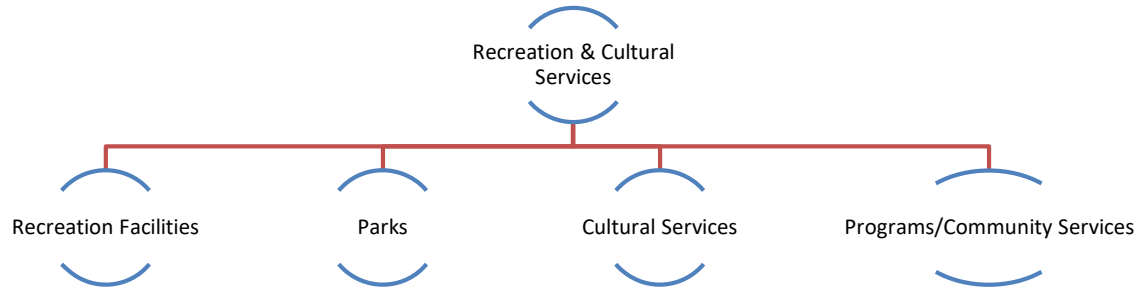 Recreation & Cultural
Services
Recreation Facilities
Parks
Cultural Services
Programs/Community Services